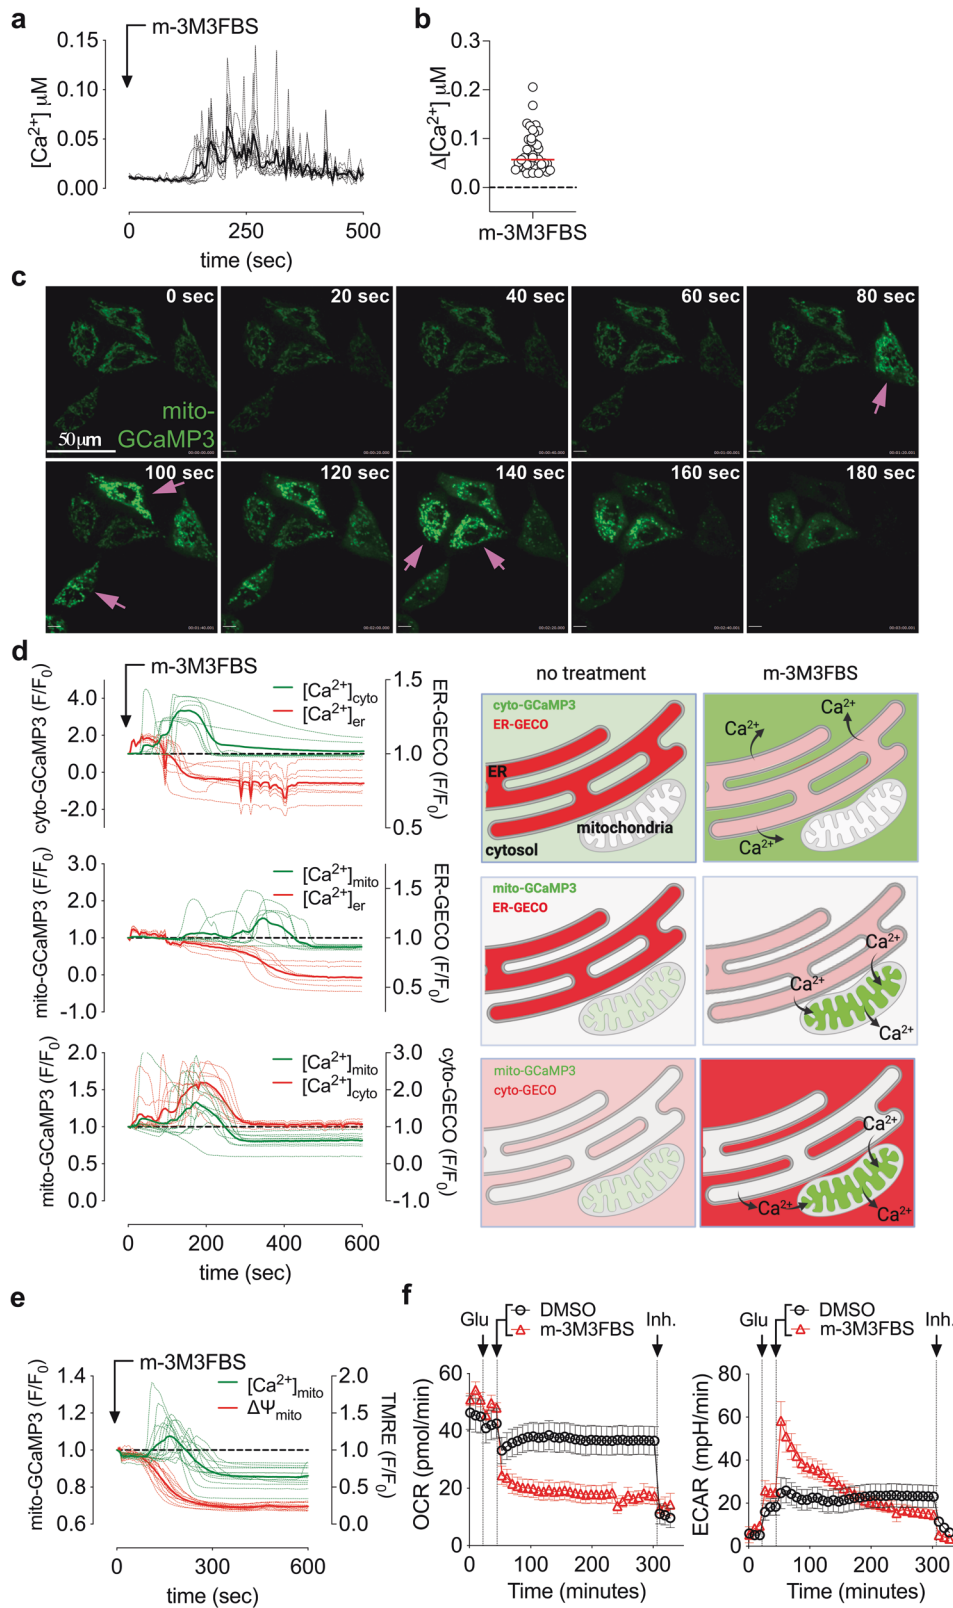 a
m-3M3FBS
[Ca2+] μM
0.15
0.10
0.05
0.00
0
250
500
time (sec)
b
Δ[Ca2+] μM
0.3
0.2
0.1
0.0
m-3M3FBS
c
0 sec
20 sec
40 sec
60 sec
80 sec
mito-
GCaMP3
50μm
100 sec
120 sec
140 sec
160 sec
180 sec
d
m-3M3FBS
cyto-GCaMP3 (F/F0)
4.0
2.0
0.0
-2.0
[Ca2+]cyto
[Ca2+]er
1.5
1.0
0.5
ER-GECO (F/F0)
mito-GCaMP3 (F/F0)
3.0
2.0
1.0
0.0
-1.0
[Ca2+]mito
[Ca2+]er
1.5
1.0
0.5
ER-GECO (F/F0)
mito-GCaMP3 (F/F0)
2.0
1.5
1.0
0.5
0.0
[Ca2+]mito
[Ca2+]cyto
3.0
2.0
1.0
0.0
-1.0
cyto-GECO (F/F0)
0
200
400
600
time (sec)
no treatment
m-3M3FBS
cyto-GCaMP3
ER-GECO
ER
mitochondria
cytosol
Ca2+
Ca2+
Ca2+
mito-GCaMP3
ER-GECO
Ca2+
Ca2+
Ca2+
mito-GCaMP3
cyto-GECO
Ca2+
Ca2+
Ca2+
e
m-3M3FBS
mito-GCaMP3 (F/F0)
1.4
1.2
1.0
0.8
0.6
[Ca2+]mito
ΔΨmito
2.0
1.5
1.0
0.5
0.0
TMRE (F/F0)
0
300
600
time (sec)
f
Glu
DMSO
m-3M3FBS
Inh.
OCR (pmol/min)
60
40
20
0
0
100
200
300
Time (minutes)
Glu
DMSO
m-3M3FBS
Inh.
ECAR (mpH/min)
80
60
40
20
0
0
100
200
300
Time (minutes)